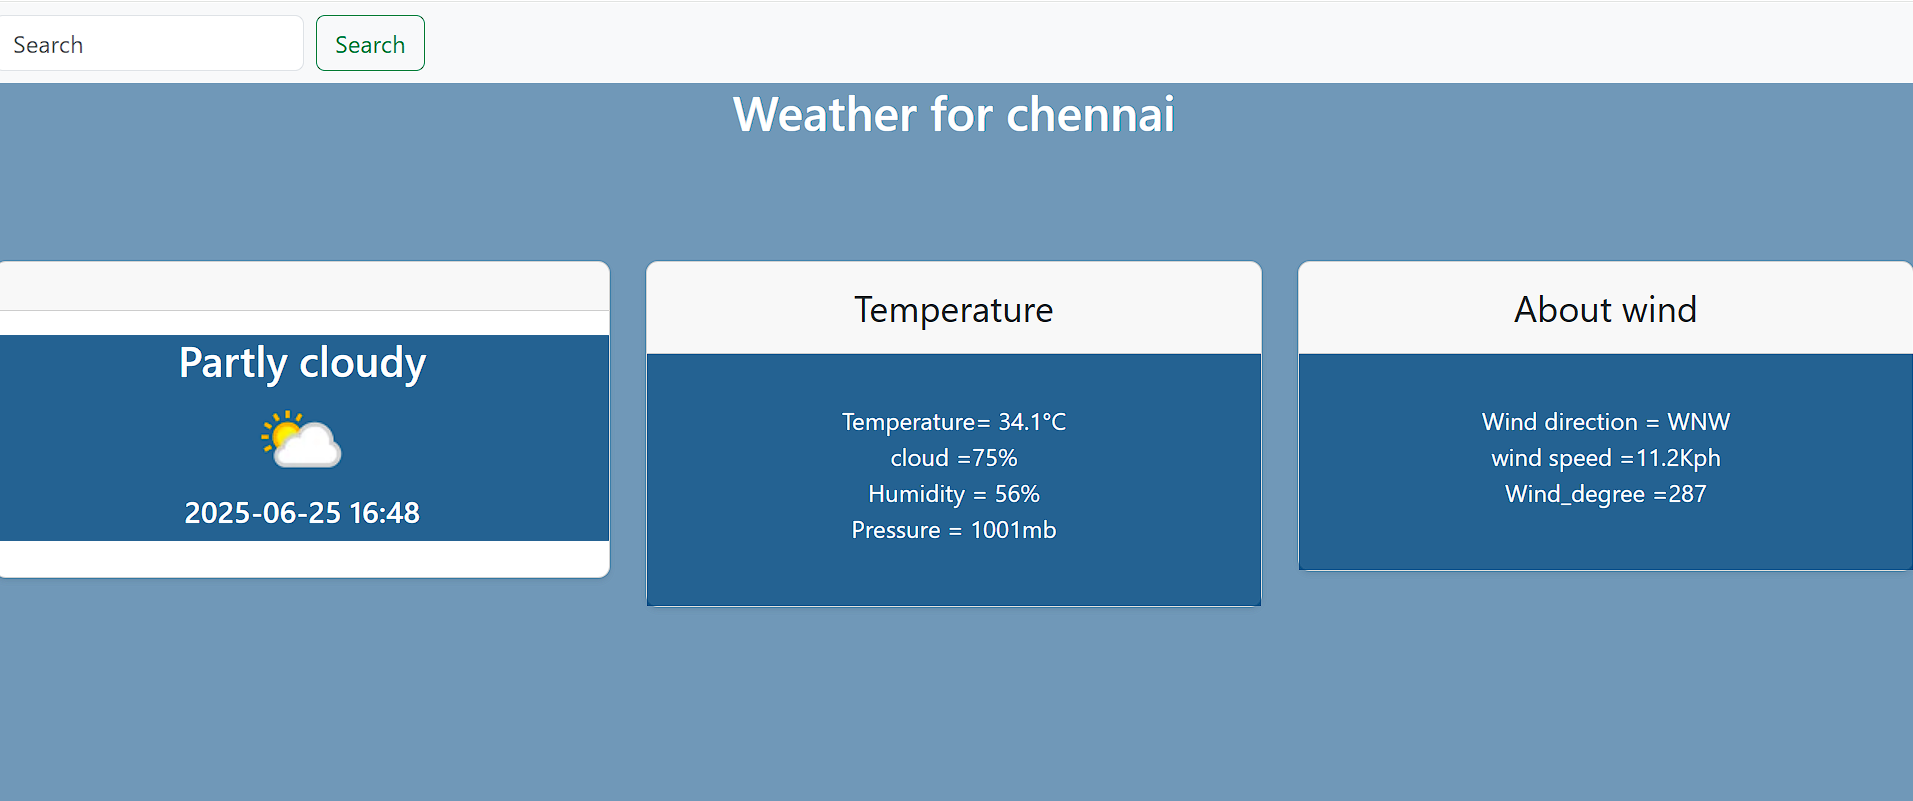 Search
Search
Weather for chennai
Partly cloudy
2025-06-25 16:48
Temperature
Temperature= 34.1°C
cloud =75%
Humidity = 56%
Pressure = 1001mb
About wind
Wind direction = WNW
wind speed =11.2Kph
Wind_degree =287